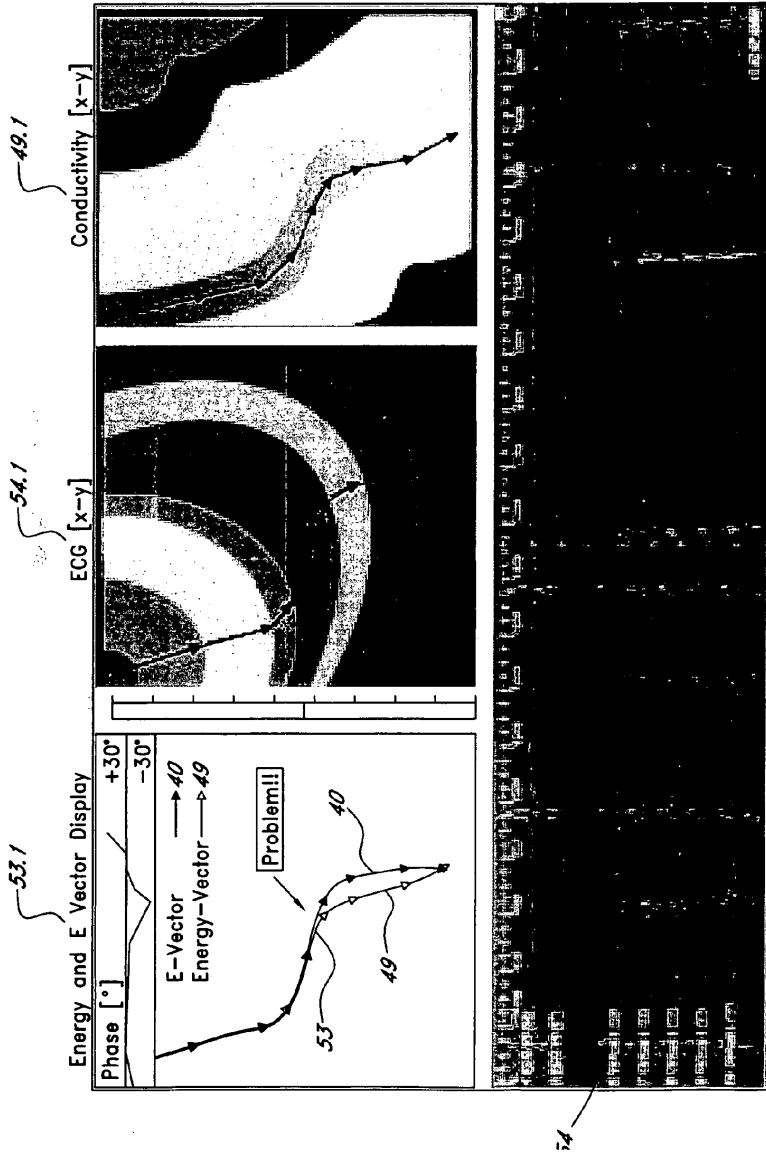 53.1
Energy and E Vector Display
Phase [°]
+30°
-30°
E-Vector 40
Energy-Vector 49
Problem!!
40
53
49
54.1
ECG [x-y]
49.1
Conductivity [x-y]
54